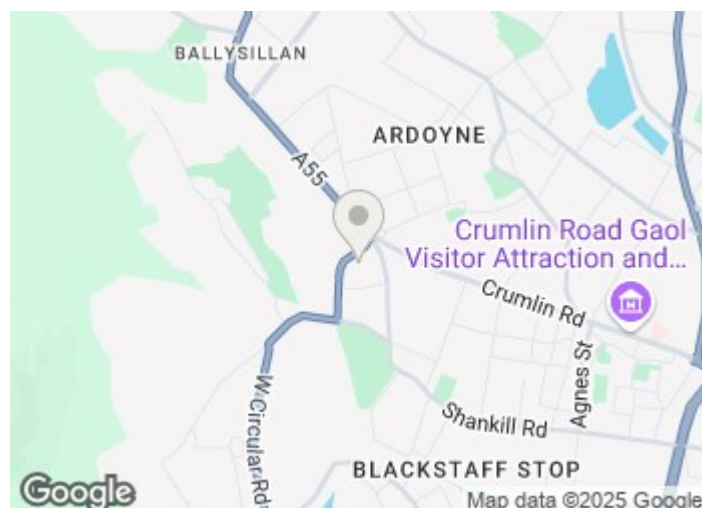 BALLYSILLAN
ARDOYNE
A55
Crumlin Road Gaol
Visitor Attraction and...
Crumlin Rd
Agnes St
W Circular Rd
Shankill Rd
BLACKSTAFF STOP
Google
Map data ©2025 Google